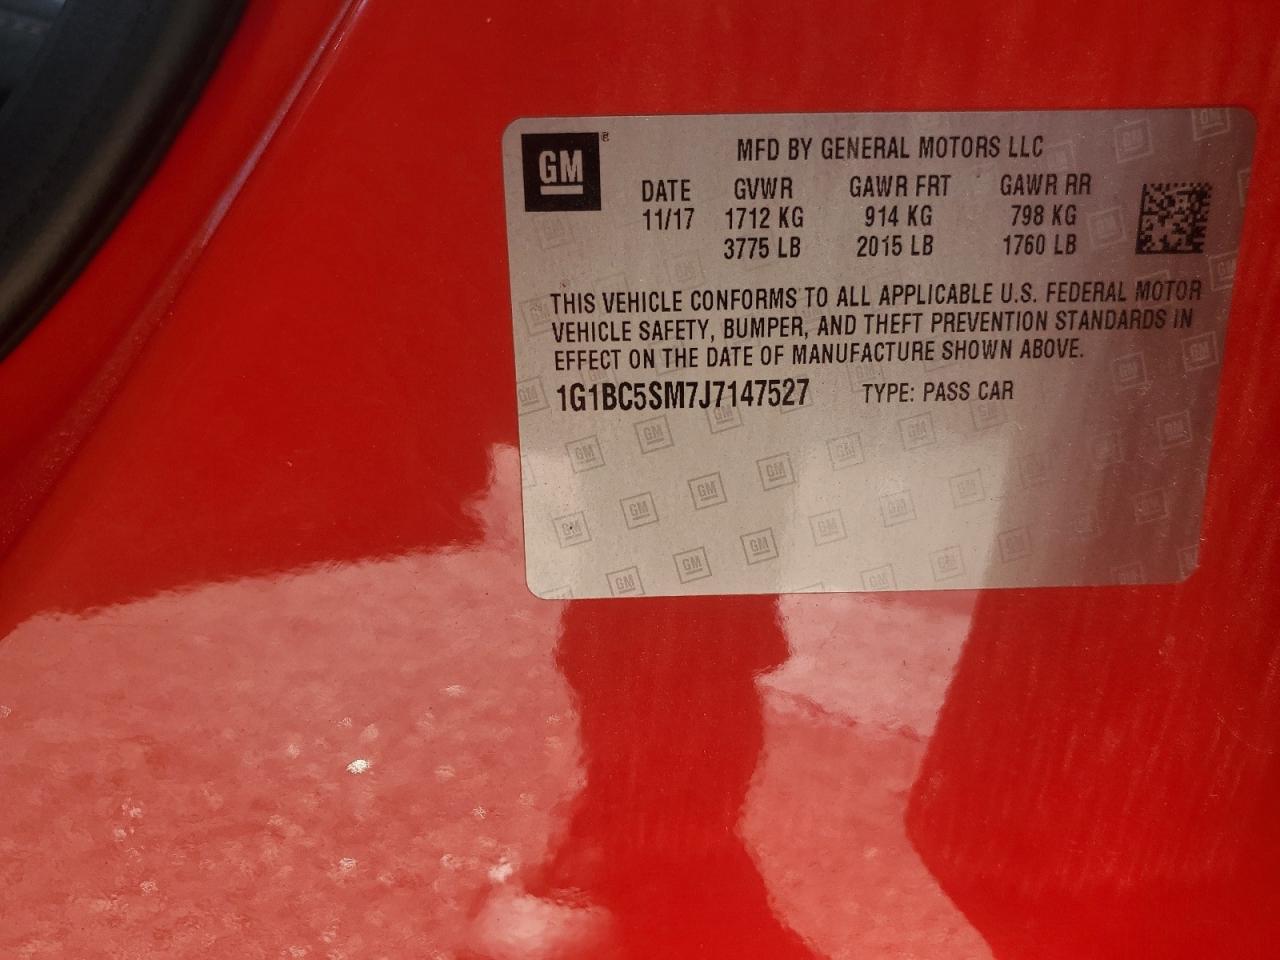 GM
MFD BY GENERAL MOTORS LLC
DATE GVWR GAWR FRT GAWR RR
11/17 1712 KG 914 KG 798 KG
3775 LB 2015 LB 1760 LB
THIS VEHICLE CONFORMS TO ALL APPLICABLE U.S. FEDERAL MOTOR
VEHICLE SAFETY, BUMPER, AND THEFT PREVENTION STANDARDS IN
EFFECT ON THE DATE OF MANUFACTURE SHOWN ABOVE.
1G1BC5SM7J7147527 TYPE: PASS CAR